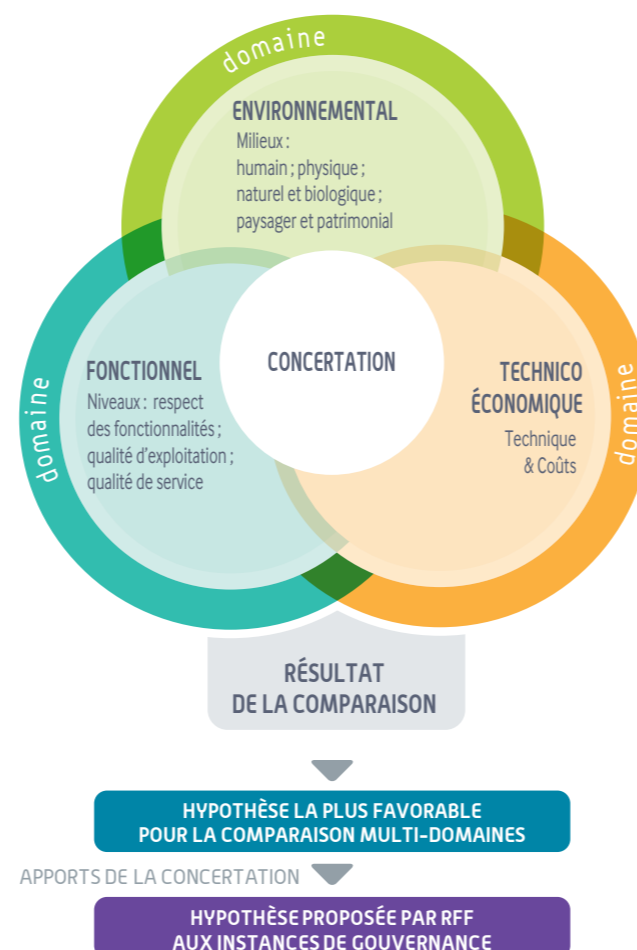 domaine
ENVIRONNEMENTAL
Milieux :
humain ; physique ;
naturel et biologique ;
paysager et patrimonial
CONCERTATION
domaine
FONCTIONNEL
Niveaux : respect
des fonctionnalités ;
qualité d'exploitation ;
qualité de service
TECHNICO
ÉCONOMIQUE
Technique
& Coûts
domaine
RÉSULTAT
DE LA COMPARAISON
HYPOTHÈSE LA PLUS FAVORABLE
POUR LA COMPARAISON MULTI-DOMAINES
APPORTS DE LA CONCERTATION
HYPOTHÈSE PROPOSÉE PAR RFF
AUX INSTANCES DE GOUVERNANCE